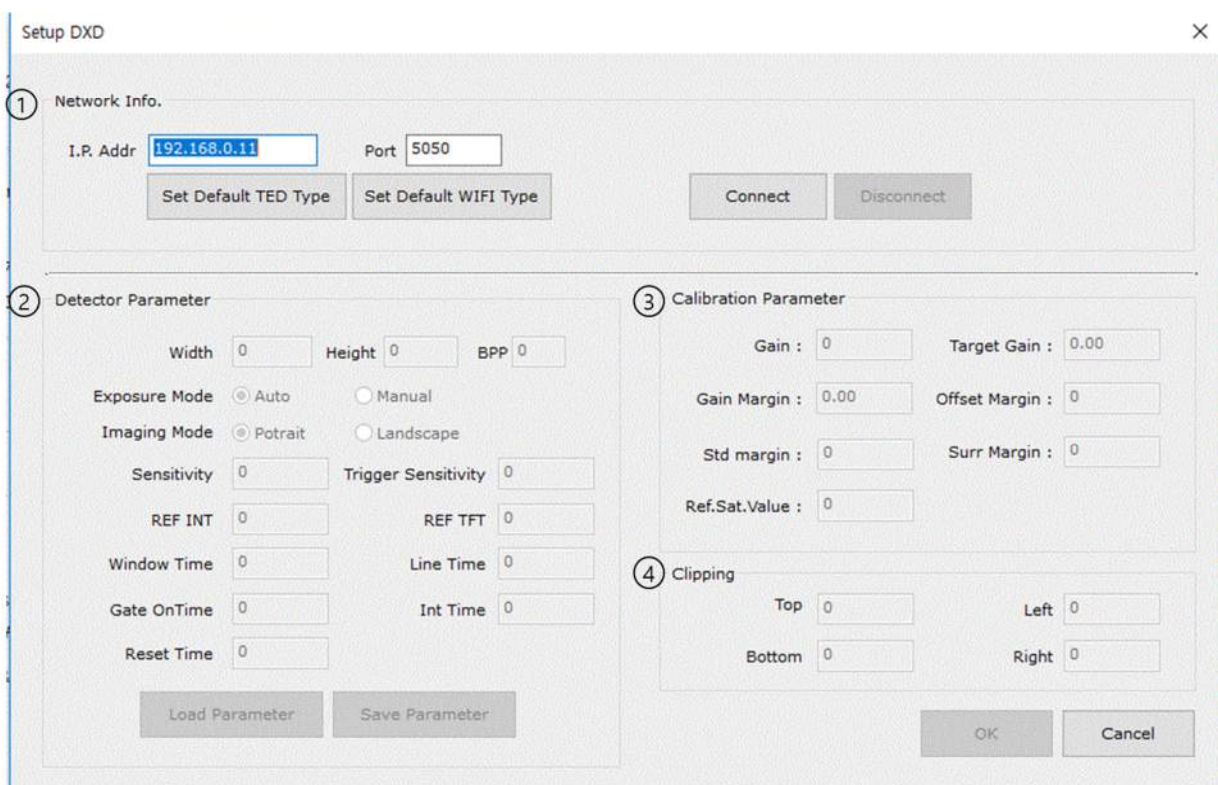 Setup DXD
① Network Info.
I.P. Addr 192.168.0.11 Port 5050
Set Default TED Type Set Default WIFI Type Connect Disconnect
② Detector Parameter
Width 0 Height 0 BPP 0
Exposure Mode Auto Manual
Imaging Mode Potrait Landscape
Sensitivity 0 Trigger Sensitivity 0
REF INT 0 REF TFT 0
Window Time 0 Line Time 0
Gate OnTime 0 Int Time 0
Reset Time 0
Load Parameter Save Parameter
③ Calibration Parameter
Gain : 0 Target Gain : 0.00
Gain Margin : 0.00 Offset Margin : 0
Std margin : 0 Surr Margin : 0
Ref.Sat.Value : 0
④ Clipping
Top 0 Left 0
Bottom 0 Right 0
OK Cancel